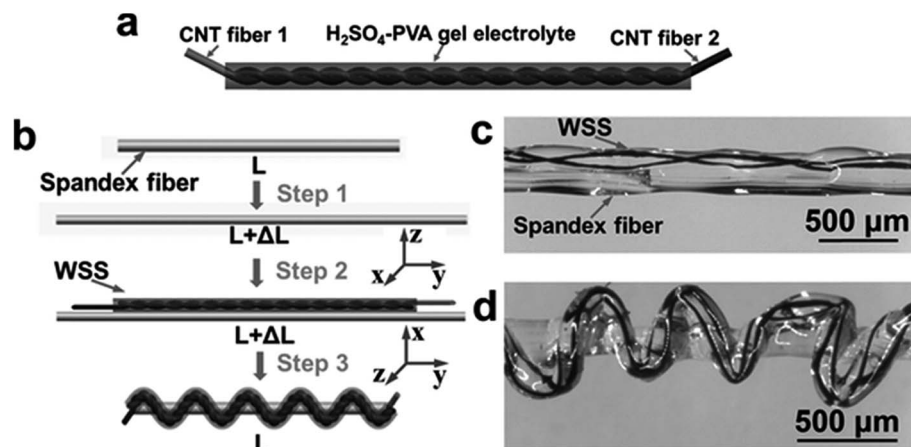 a
CNT fiber 1
H₂SO₄-PVA gel electrolyte
CNT fiber 2
b
Spandex fiber
L
Step 1
L+ΔL
Step 2
z
x
y
WSS
L+ΔL
Step 3
x
z
y
L
c
WSS
Spandex fiber
500 μm
d
500 μm